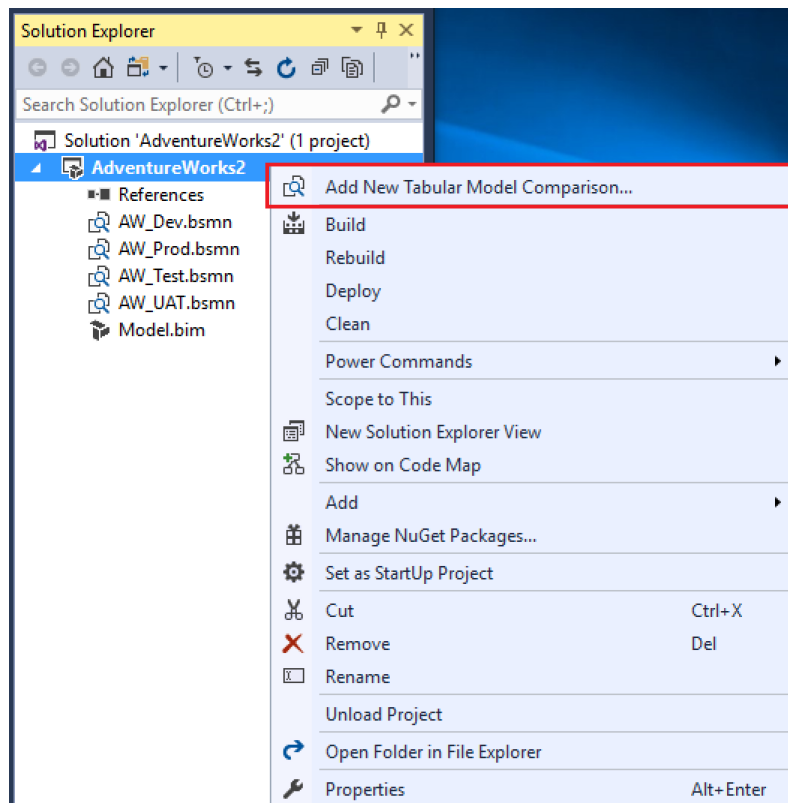 Solution Explorer
Search Solution Explorer (Ctrl+;)
Solution 'AdventureWorks2' (1 project)
AdventureWorks2
References
AW_Dev.bsmn
AW_Prod.bsmn
AW_Test.bsmn
AW_UAT.bsmn
Model.bim
Add New Tabular Model Comparison...
Build
Rebuild
Deploy
Clean
Power Commands
Scope to This
New Solution Explorer View
Show on Code Map
Add
Manage NuGet Packages...
Set as StartUp Project
Cut Ctrl+X
Remove Del
Rename
Unload Project
Open Folder in File Explorer
Properties Alt+Enter